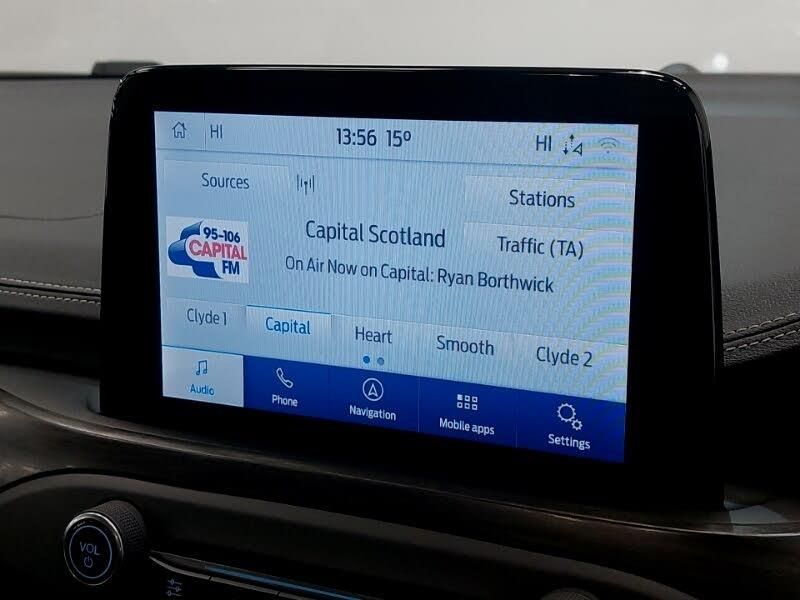 HI 13:56 15º HI
Sources
Stations
95-106
CAPITAL
FM
Capital Scotland
Traffic (TA)
On Air Now on Capital: Ryan Borthwick
Clyde 1 Capital Heart Smooth Clyde 2
Audio Phone Navigation Mobile apps Settings
VOL